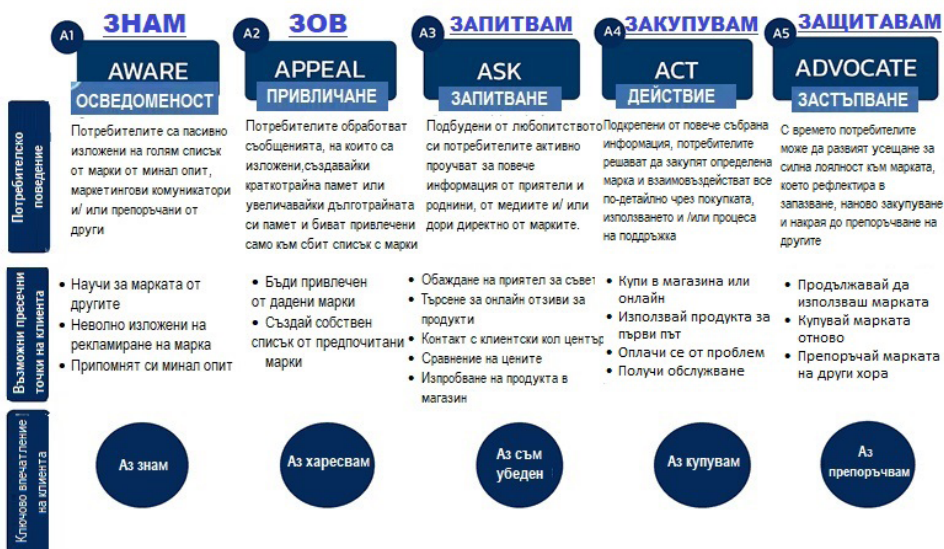 ЗНАМ
ЗОВ
ЗАПИТВАМ
ЗАКУПУВАМ
ЗАЩИТАВАМ
A1
A2
A3
A4
A5
AWARE
APPEAL
ASK
ACT
ADVOCATE
ОСВЕДОМЕНОСТ
ПРИВЛИЧАНЕ
ЗАПИТВАНЕ
ДЕЙСТВИЕ
ЗАСТЪПВАНЕ
Потребителско
поведение
Потребителите са пасивно
изложени на голям списък
от марки от минал опит,
маркетингови комуникатори
и/ или препоръчани от
други
Потребителите обработват
съобщенията, на които са
изложени,създавайки
краткотрайна памет или
увеличавайки дълготрайната
си памет и биват привлечени
само към сбит списък с марки
Подбудени от любопитството
си потребителите активно
проучват за повече
информация от приятели и
роднини, от медиите и/ или
дори директно от марките.
Подкрепени от повече събрана
информация, потребителите
решават да закупят определена
марка и взаимовъздействат все
по-детайлно чрез покупката,
използването и /или процеса
на поддръжка
С времето потребителите
може да развият усещане за
силна лоялност към марката,
което рефлектира в
запазване, наново закупуване
и накрая до препоръчване на
другите
Възможни пресечни
точки на клиента
• Научи за марката от
другите
• Неволно изложени на
рекламиране на марка
• Припомнят си минал опит
• Бъди привлечен
от дадени марки
• Създай собствен
списък от предпочитани
марки
• Обаждане на приятел за съвет
• Търсене за онлайн отзиви за
продукти
• Контакт с клиентски кол център
• Сравнение на цените
• Изпробване на продукта в
магазин
• Купи в магазина или
онлайн
• Използвай продукта за
първи път
• Оплачи се от проблем
• Получи обслужване
• Продължавай да
използваш марката
• Купувай марката
отново
• Препоръчай марката
на други хора
Ключово впечатление
на клиента
Аз знам
Аз харесвам
Аз съм
убеден
Аз купувам
Аз
препоръчвам